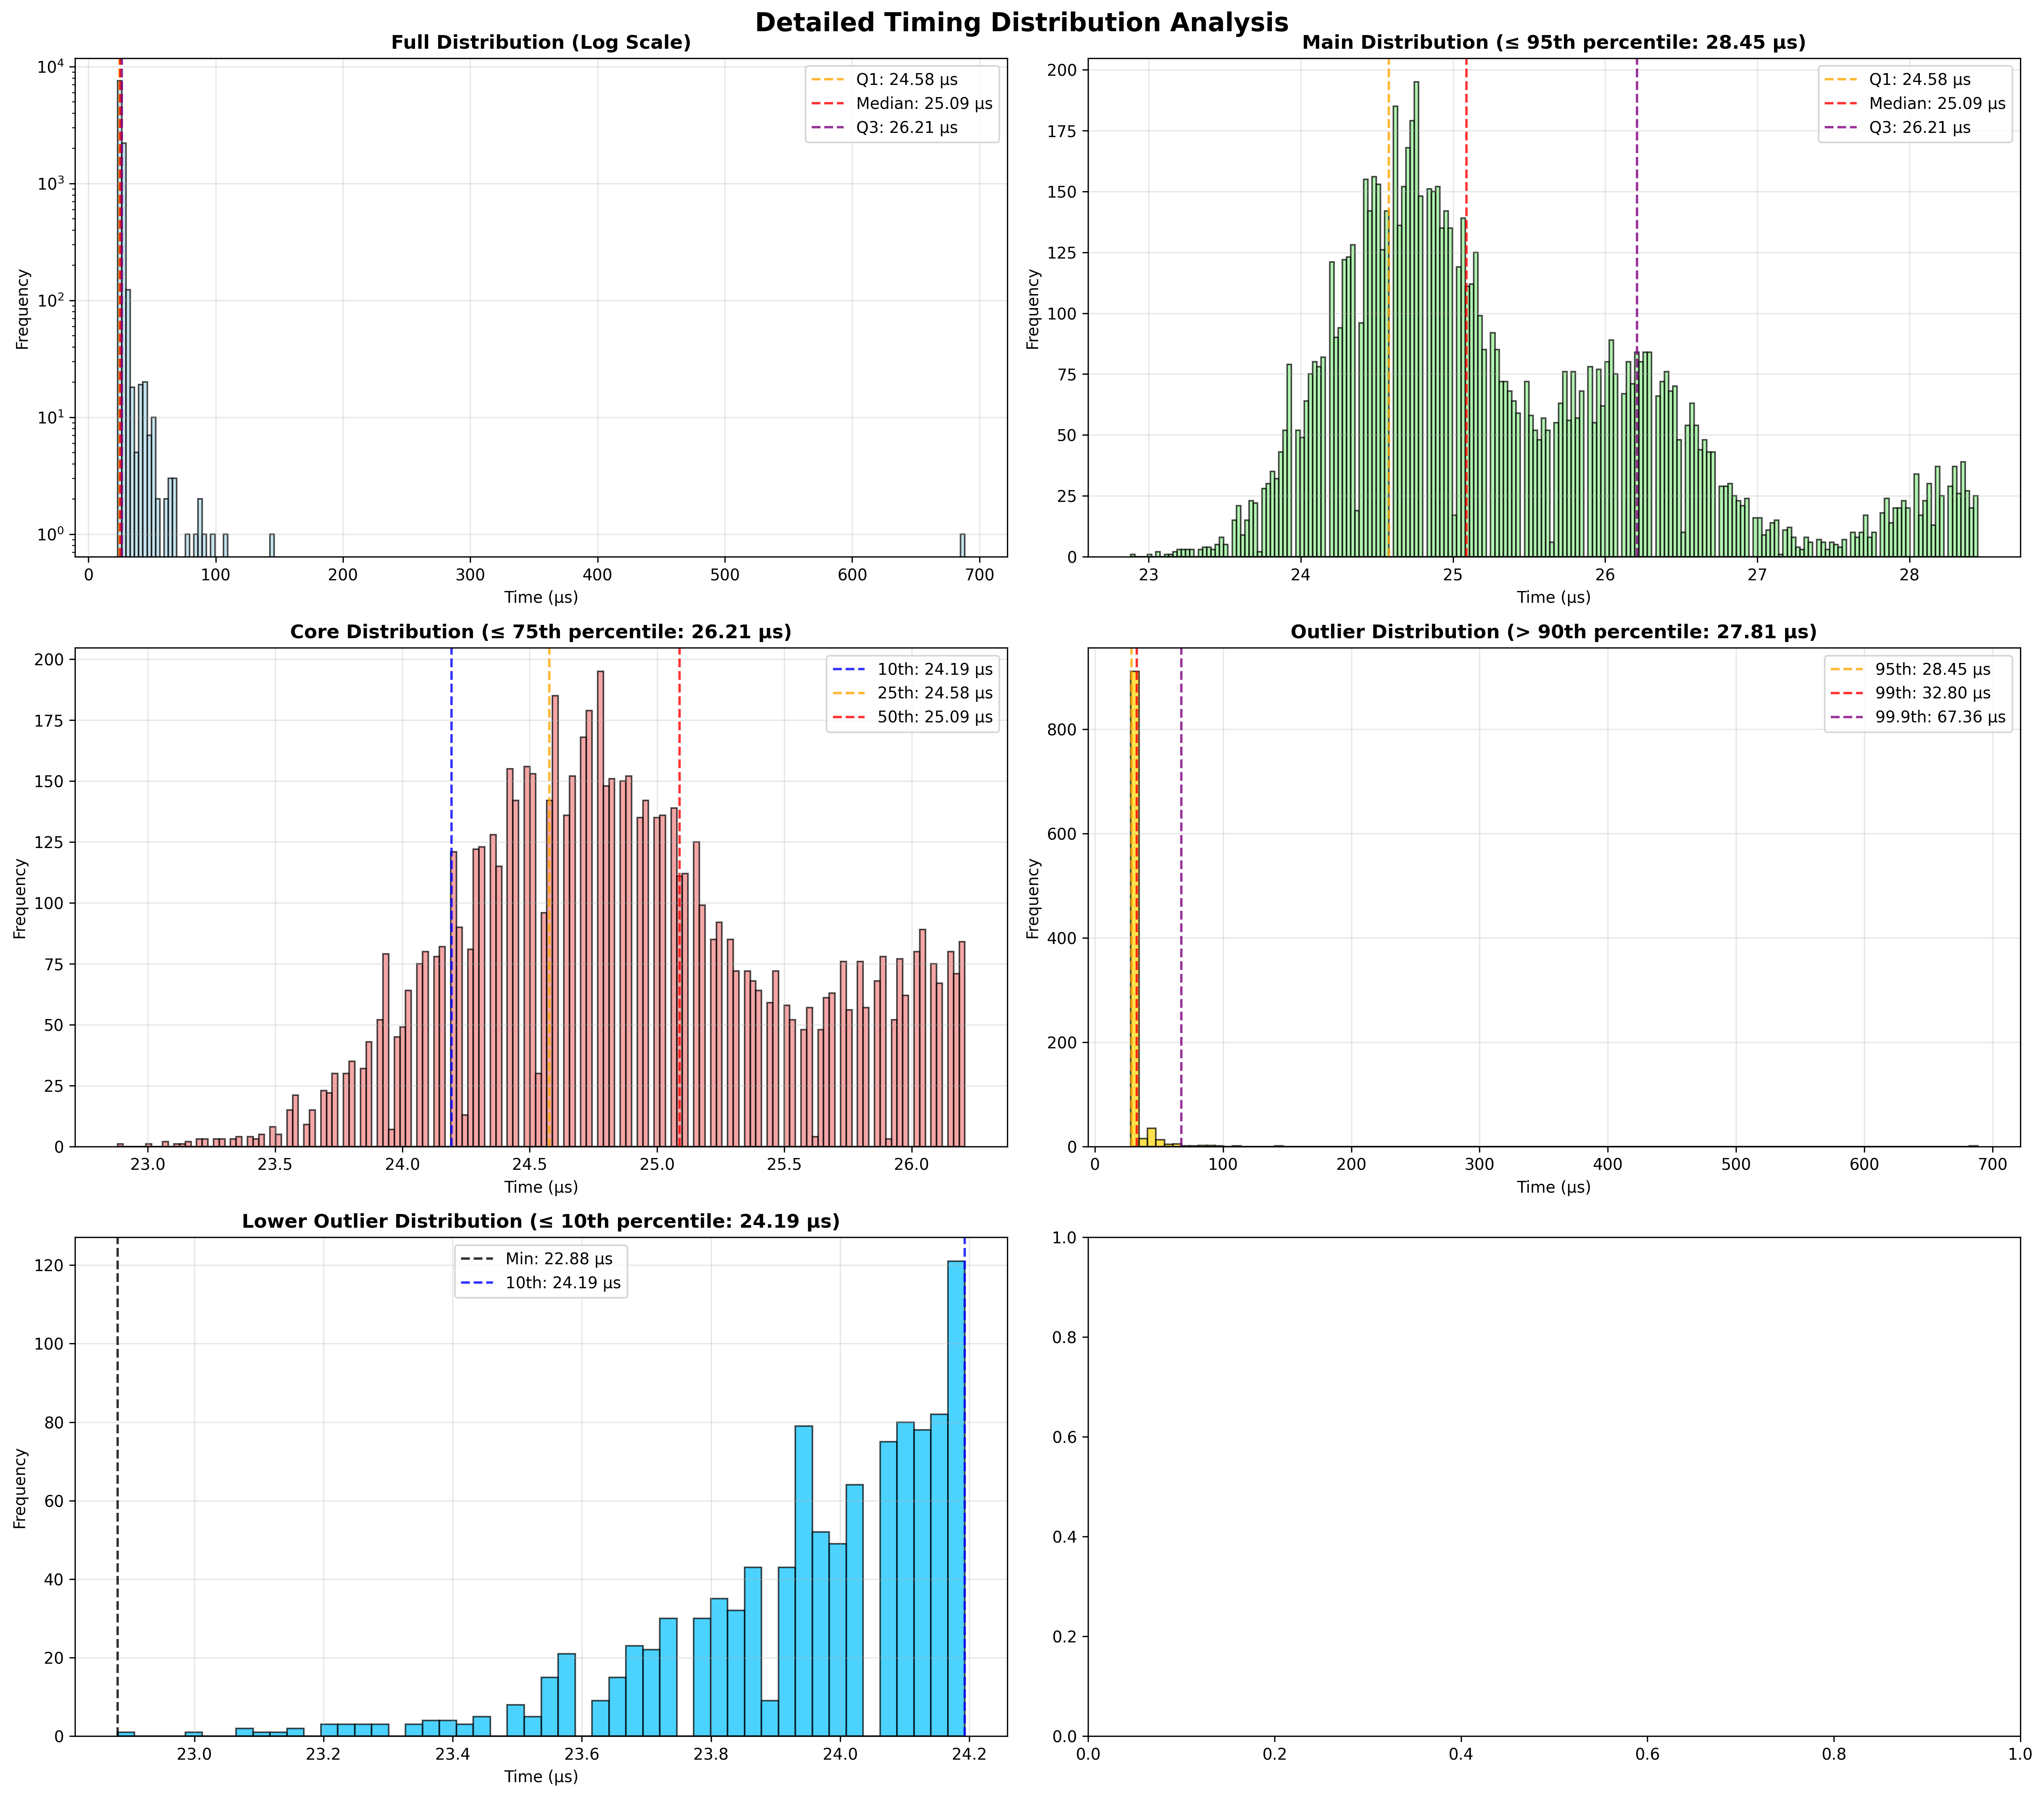 Detailed Timing Distribution Analysis
Full Distribution (Log Scale)
Frequency
10⁴
10³
10²
10¹
10⁰
Q1: 24.58 µs
Median: 25.09 µs
Q3: 26.21 µs
0 100 200 300 400 500 600 700
Time (µs)
Main Distribution (≤ 95th percentile: 28.45 µs)
Frequency
200
175
150
125
100
75
50
25
0
Q1: 24.58 µs
Median: 25.09 µs
Q3: 26.21 µs
23 24 25 26 27 28
Time (µs)
Core Distribution (≤ 75th percentile: 26.21 µs)
Frequency
200
175
150
125
100
75
50
25
0
10th: 24.19 µs
25th: 24.58 µs
50th: 25.09 µs
23.0 23.5 24.0 24.5 25.0 25.5 26.0
Time (µs)
Outlier Distribution (> 90th percentile: 27.81 µs)
Frequency
800
600
400
200
0
95th: 28.45 µs
99th: 32.80 µs
99.9th: 67.36 µs
0 100 200 300 400 500 600 700
Time (µs)
Lower Outlier Distribution (≤ 10th percentile: 24.19 µs)
Frequency
120
100
80
60
40
20
0
Min: 22.88 µs
10th: 24.19 µs
23.0 23.2 23.4 23.6 23.8 24.0 24.2
Time (µs)
1.0
0.8
0.6
0.4
0.2
0.0
0.0 0.2 0.4 0.6 0.8 1.0